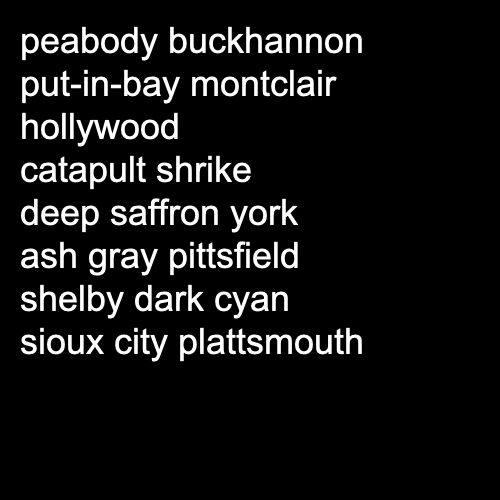 peabody buckhannon
put-in-bay montclair
hollywood
catapult shrike
deep saffron york
ash gray pittsfield
shelby dark cyan
sioux city plattsmouth